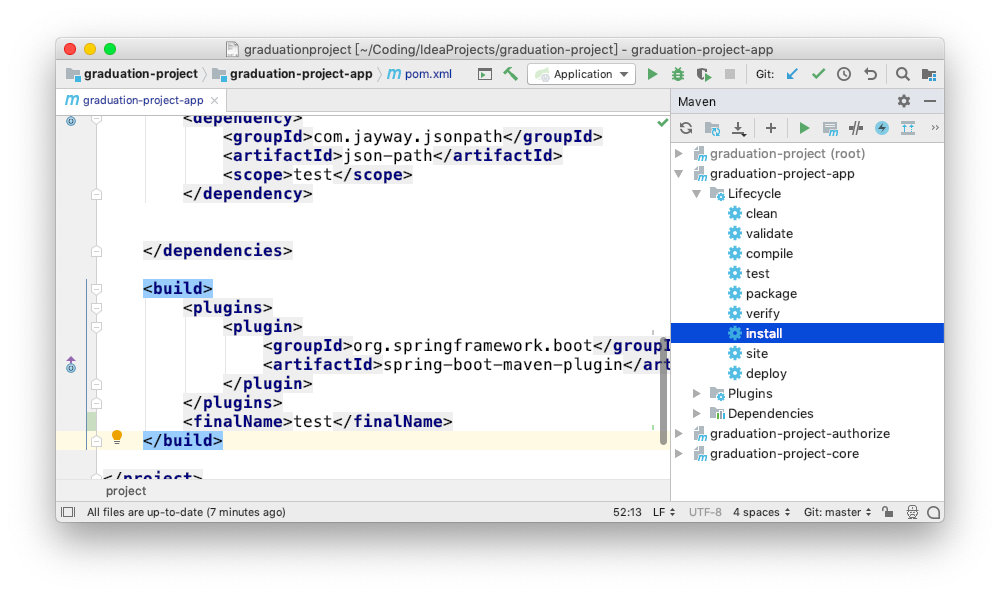 graduationproject [~/Coding/IdeaProjects/graduation-project] - graduation-project-app
graduation-project graduation-project-app m pom.xml Application Git:
m graduation-project-app
<dependency>
<groupId>com.jayway.jsonpath</groupId>
<artifactId>json-path</artifactId>
<scope>test</scope>
</dependency>
</dependencies>
<build>
<plugins>
<plugin>
<groupId>org.springframework.boot</groupI
<artifactId>spring-boot-maven-plugin</art
</plugin>
</plugins>
<finalName>test</finalName>
</build>
</project>
project
Maven
graduation-project (root)
graduation-project-app
Lifecycle
clean
validate
compile
test
package
verify
install
site
deploy
Plugins
Dependencies
graduation-project-authorize
graduation-project-core
All files are up-to-date (7 minutes ago) 52:13 LF UTF-8 4 spaces Git: master